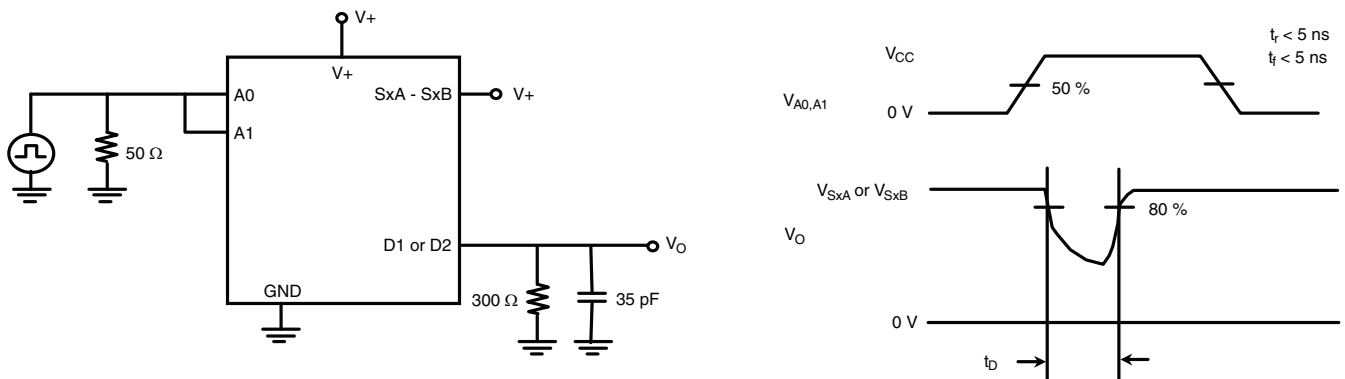 V+
V+
A0
SxA - SxB
V+
A1
50 Ω
D1 or D2
VO
GND
300 Ω
35 pF
tr < 5 ns
tf < 5 ns
VCC
50 %
VA0,A1
0 V
VSxA or VSxB
80 %
VO
0 V
tD